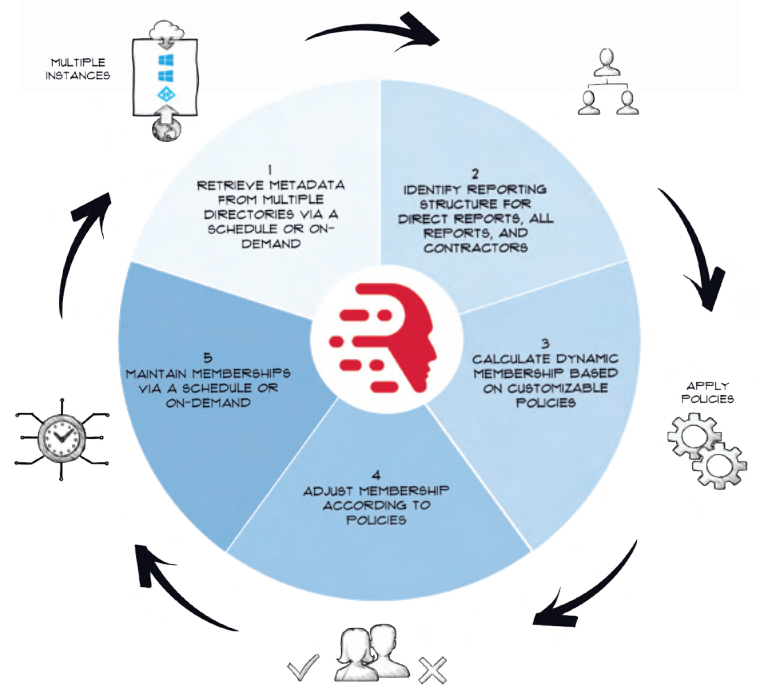 MULTIPLE
INSTANCES
1
RETRIEVE METADATA
FROM MULTIPLE
DIRECTORIES VIA A
SCHEDULE OR ON-
DEMAND
2
IDENTIFY REPORTING
STRUCTURE FOR
DIRECT REPORTS, ALL
REPORTS, AND
CONTRACTORS
3
CALCULATE DYNAMIC
MEMBERSHIP BASED
ON CUSTOMIZABLE
POLICIES
APPLY
POLICIES
4
ADJUST MEMBERSHIP
ACCORDING TO
POLICIES
5
MAINTAIN MEMBERSHIPS
VIA A SCHEDULE OR
ON-DEMAND